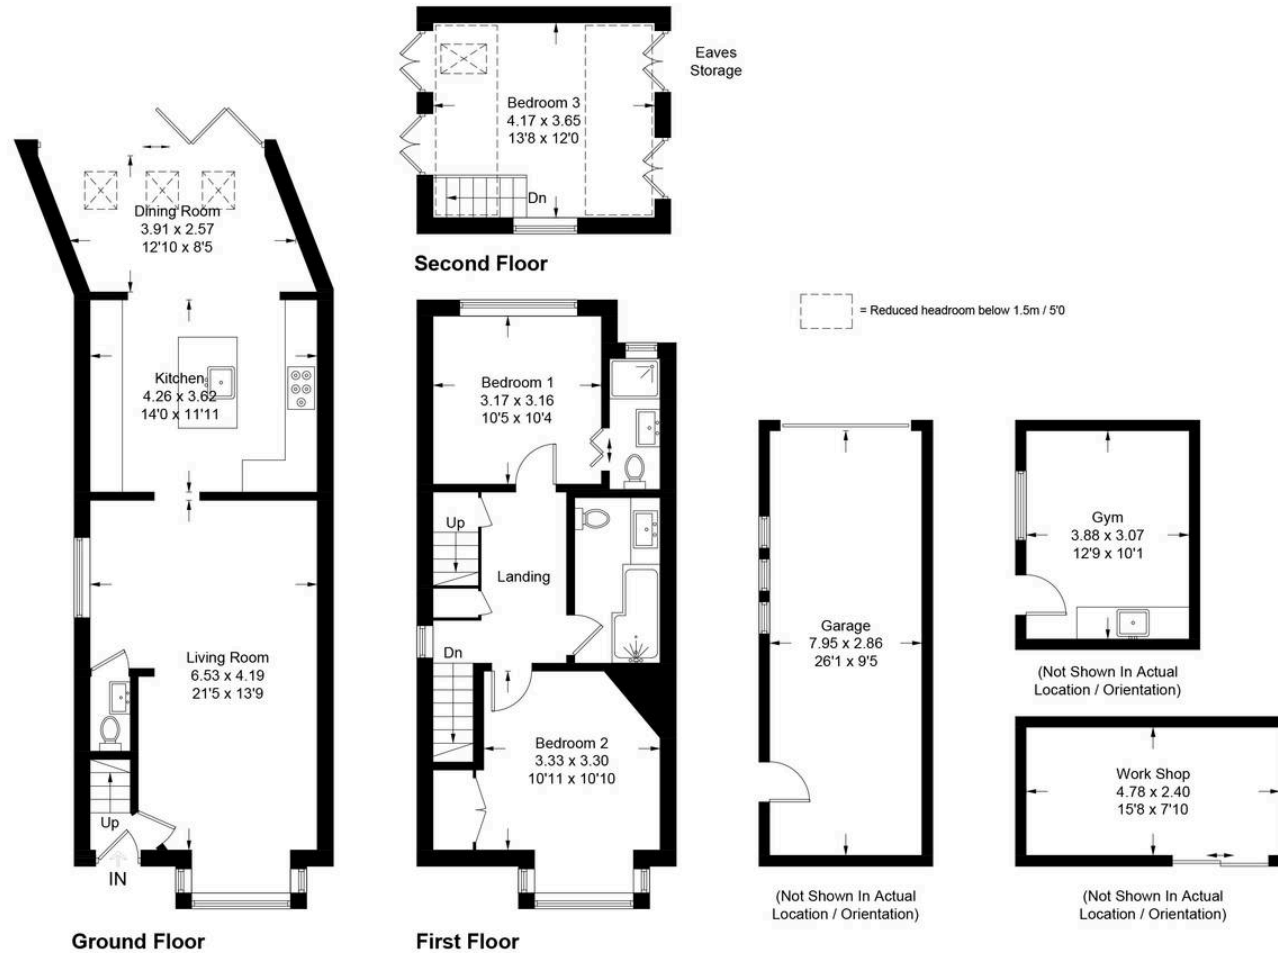 Eaves
Storage
Bedroom 3
4.17 x 3.65
13'8 x 12'0
Dn
Second Floor
Dining Room
3.91 x 2.57
12'10 x 8'5
Kitchen
4.26 x 3.62
14'0 x 11'11
Living Room
6.53 x 4.19
21'5 x 13'9
Up
IN
Ground Floor
Bedroom 1
3.17 x 3.16
10'5 x 10'4
Up
Landing
Dn
Bedroom 2
3.33 x 3.30
10'11 x 10'10
First Floor
= Reduced headroom below 1.5m / 5'0
Garage
7.95 x 2.86
26'1 x 9'5
(Not Shown In Actual
Location / Orientation)
Gym
3.88 x 3.07
12'9 x 10'1
(Not Shown In Actual
Location / Orientation)
Work Shop
4.78 x 2.40
15'8 x 7'10
(Not Shown In Actual
Location / Orientation)